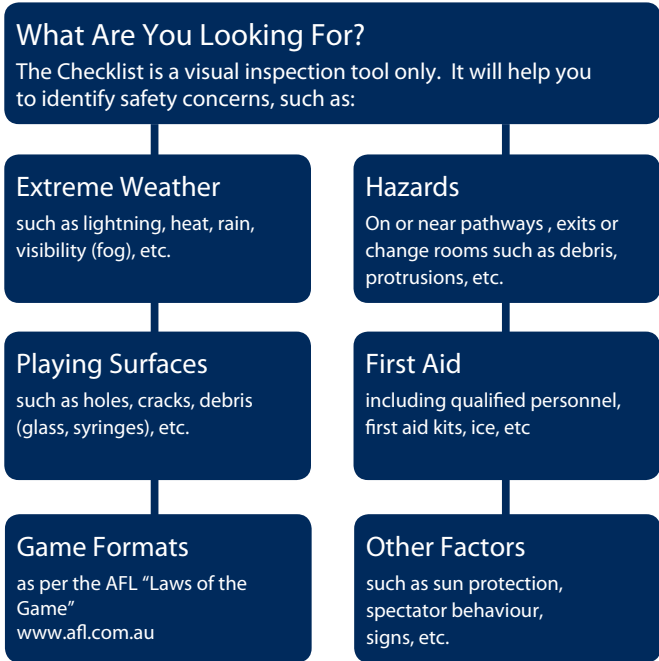 What Are You Looking For?
The Checklist is a visual inspection tool only.  It will help you
to identify safety concerns, such as:
Extreme Weather
such as lightning, heat, rain,
visibility (fog), etc.
Hazards
On or near pathways , exits or
change rooms such as debris,
protrusions, etc.
Playing Surfaces
such as holes, cracks, debris
(glass, syringes), etc.
First Aid
including qualified personnel,
first aid kits, ice, etc
Game Formats
as per the AFL “Laws of the
Game”
www.afl.com.au
Other Factors
such as sun protection,
spectator behaviour,
signs, etc.